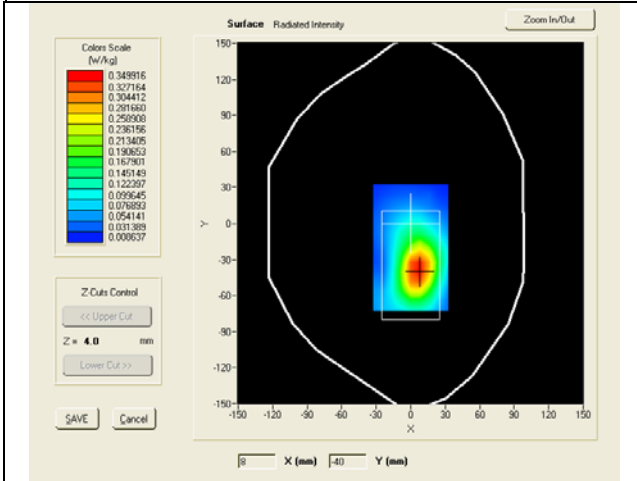 Surface Radiated Intensity
Zoom In/Out
Colors Scale
(W/kg)
0.349916
0.327164
0.304412
0.281660
0.258908
0.236156
0.213405
0.190653
0.167901
0.145149
0.122397
0.099645
0.076893
0.054141
0.031389
0.008637
Z-Cuts Control
<< Upper Cut
Z = 4.0 mm
Lower Cut >>
SAVE Cancel
150
120
90
60
30
0
-30
-60
-90
-120
-150
Y
-150 -120 -90 -60 -30 0 30 60 90 120 150
X
8 X (mm) -40 Y (mm)